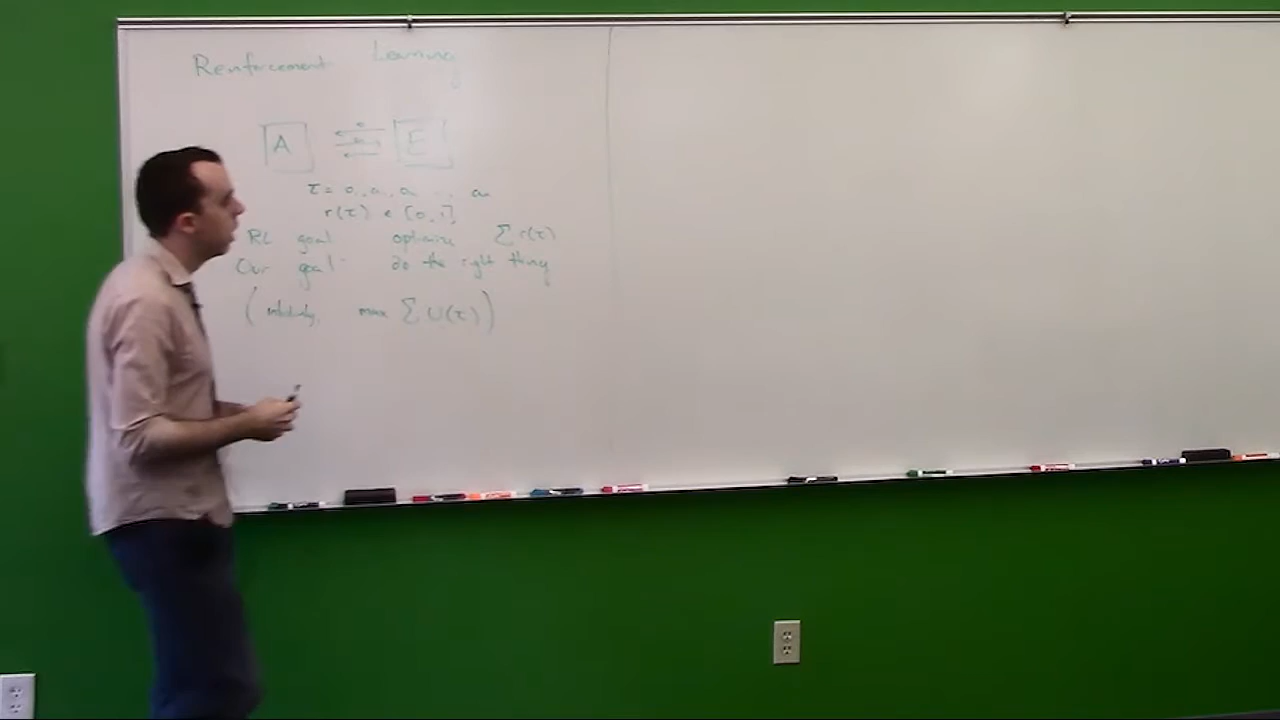 Reinforcement Learning
A E
τ = o, a, o, ..., a
r(τ) ∈ [0, 1]
RL goal optimize ∑ r(τ)
Our goal: do the right thing
( max ∑ U(τ) )